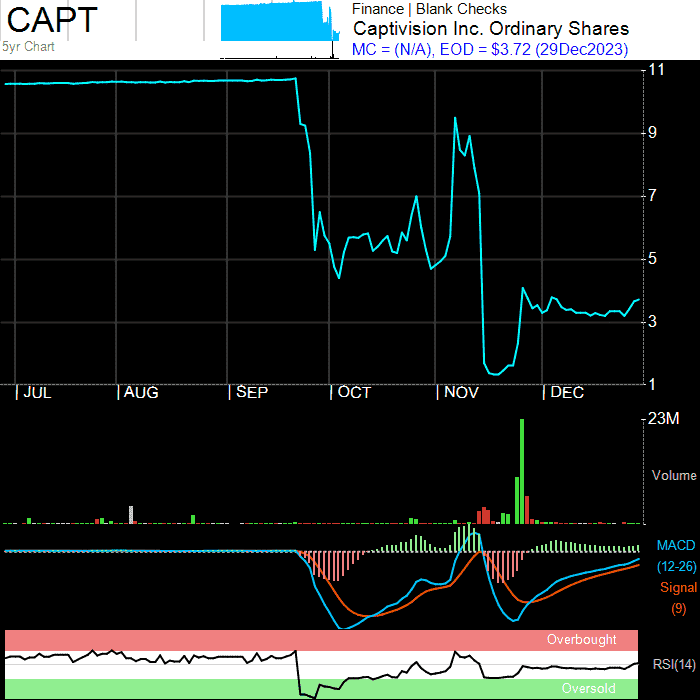 CAPT
5yr Chart
Finance | Blank Checks
Captivision Inc. Ordinary Shares
MC = (N/A), EOD = $3.72 (29Dec2023)
11
9
7
5
3
1
JUL AUG SEP OCT NOV DEC
23M
Volume
MACD
(12-26)
Signal
(9)
Overbought
RSI(14)
Oversold